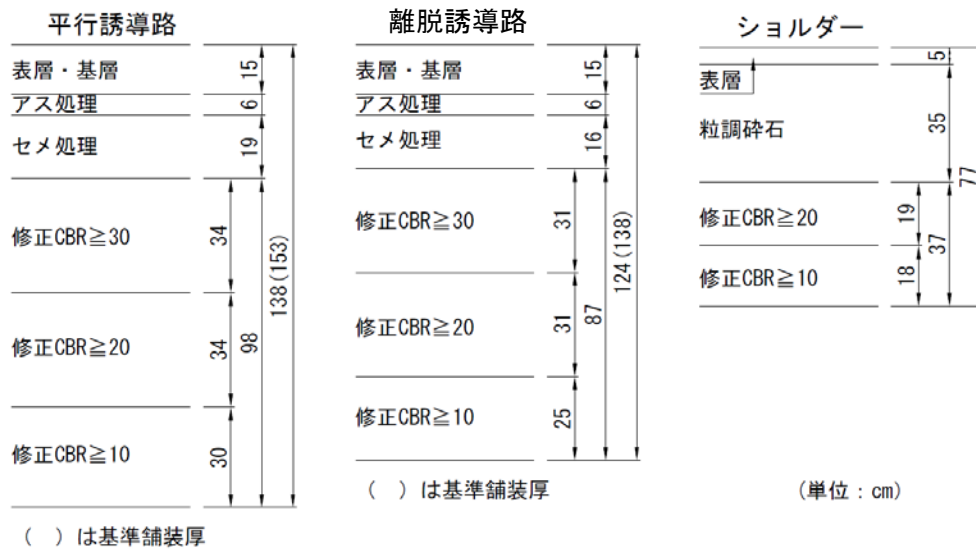 平行誘導路
表層・基層
15
アス処理
6
セメ処理
19
修正CBR≧30
34
修正CBR≧20
34
修正CBR≧10
30
98
138(153)
( )は基準舗装厚
離脱誘導路
表層・基層
15
アス処理
6
セメ処理
16
修正CBR≧30
31
修正CBR≧20
31
修正CBR≧10
25
87
124(138)
( )は基準舗装厚
ショルダー
5
表層
粒調砕石
35
修正CBR≧20
19
修正CBR≧10
18
37
77
(単位:cm)